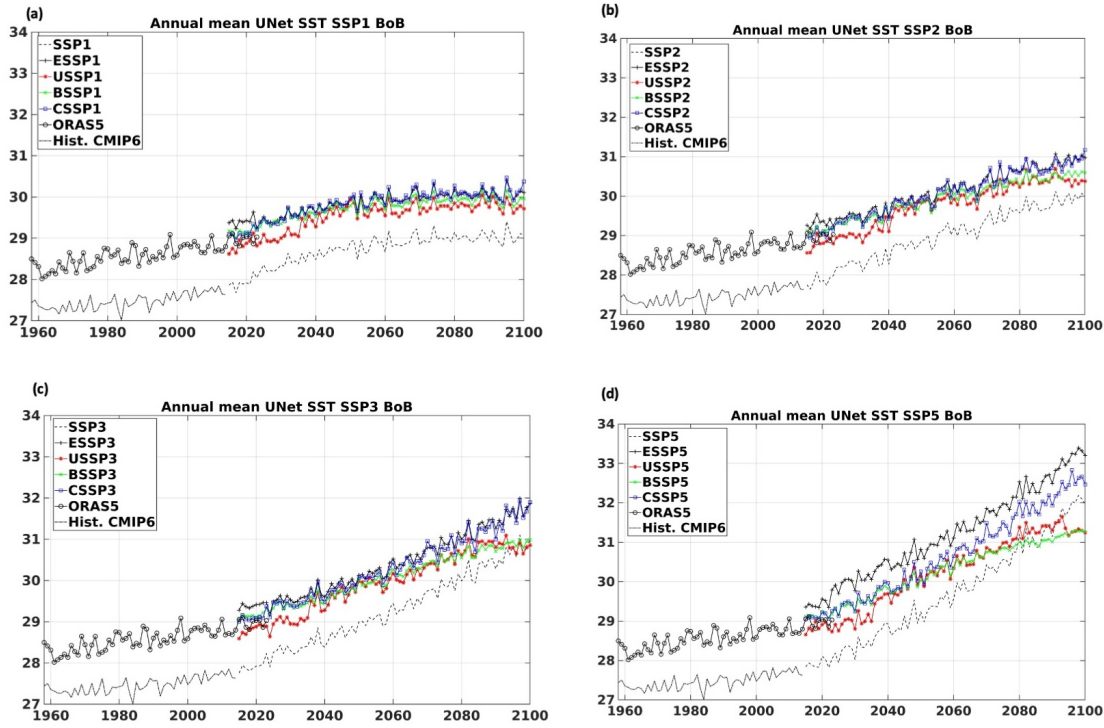 (a)
Annual mean UNet SST SSP1 BoB
34
33
32
31
30
29
28
27
SSP1
ESSP1
USSP1
BSSP1
CSSP1
ORAS5
Hist. CMIP6
1960 1980 2000 2020 2040 2060 2080 2100
(b)
Annual mean UNet SST SSP2 BoB
34
33
32
31
30
29
28
27
SSP2
ESSP2
USSP2
BSSP2
CSSP2
ORAS5
Hist. CMIP6
1960 1980 2000 2020 2040 2060 2080 2100
(c)
Annual mean UNet SST SSP3 BoB
34
33
32
31
30
29
28
27
SSP3
ESSP3
USSP3
BSSP3
CSSP3
ORAS5
Hist. CMIP6
1960 1980 2000 2020 2040 2060 2080 2100
(d)
Annual mean UNet SST SSP5 BoB
34
33
32
31
30
29
28
27
SSP5
ESSP5
USSP5
BSSP5
CSSP5
ORAS5
Hist. CMIP6
1960 1980 2000 2020 2040 2060 2080 2100